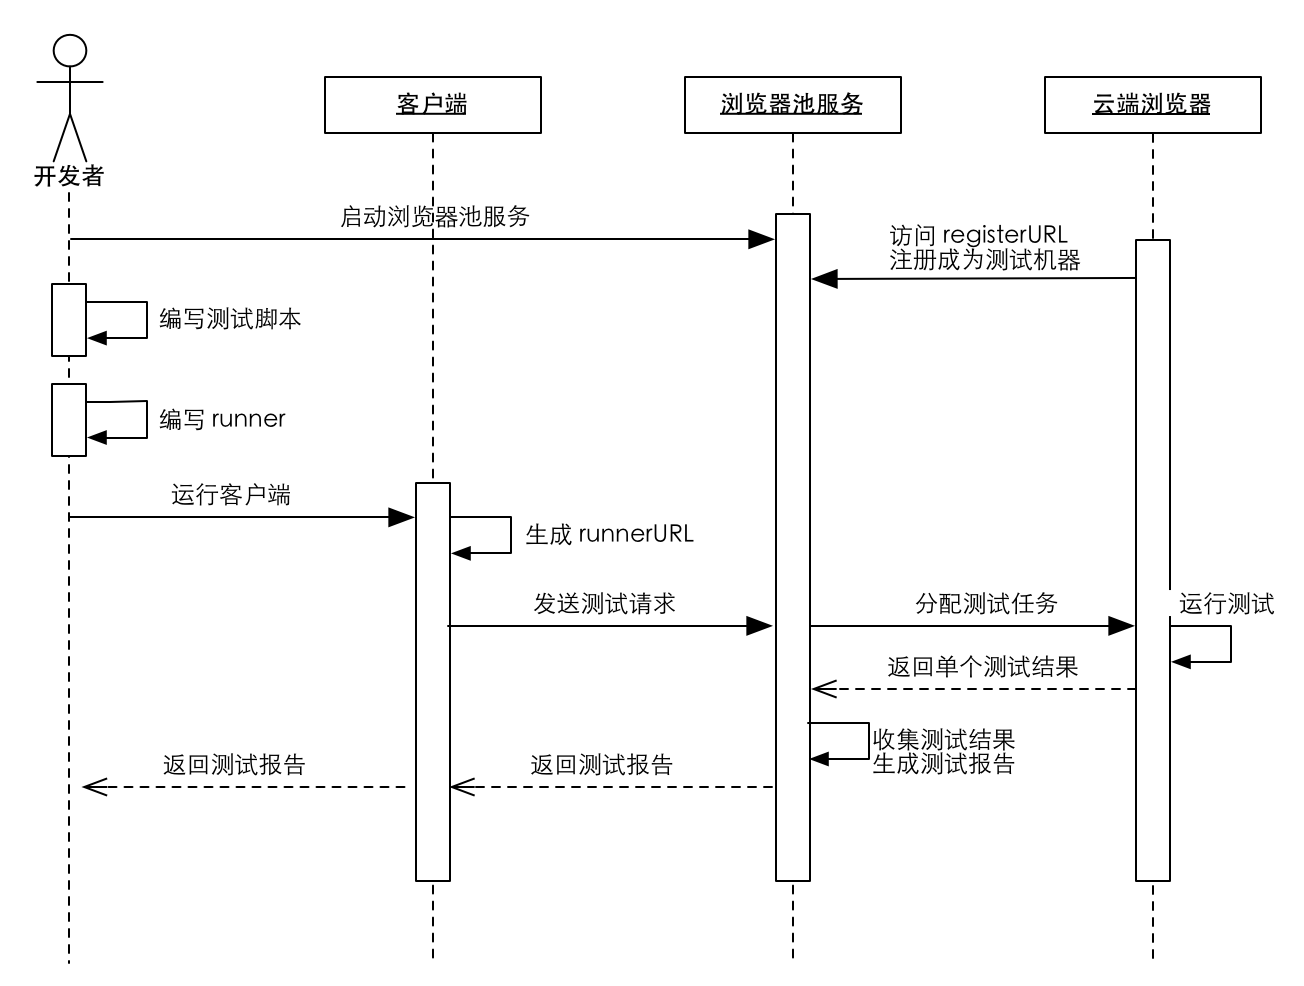 客户端
浏览器池服务
云端浏览器
开发者
启动浏览器池服务
访问 registerURL
注册成为测试机器
编写测试脚本
编写 runner
运行客户端
生成 runnerURL
发送测试请求
分配测试任务
运行测试
返回单个测试结果
收集测试结果
生成测试报告
返回测试报告
返回测试报告